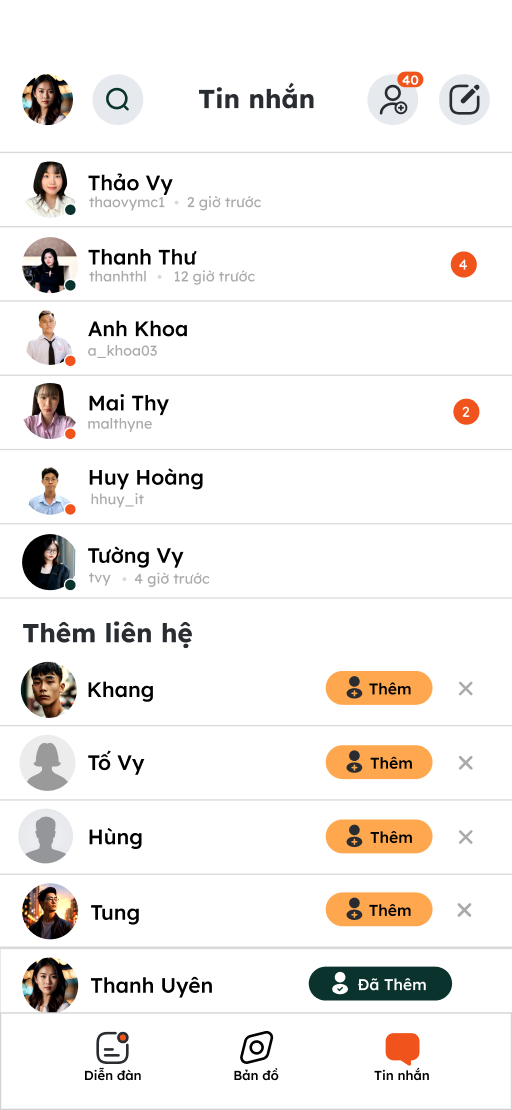 40
Tin nhắn
Thảo Vy
thaovymc1 • 2 giờ trước
Thanh Thư
thanhthl • 12 giờ trước
4
Anh Khoa
a_khoa03
Mai Thy
malthyne
2
Huy Hoàng
hhuy_it
Tường Vy
tvy • 4 giờ trước
Thêm liên hệ
Khang
Thêm
Tố Vy
Thêm
Hùng
Thêm
Tung
Thêm
Thanh Uyên
Đã Thêm
Diễn đàn
Bản đồ
Tin nhắn